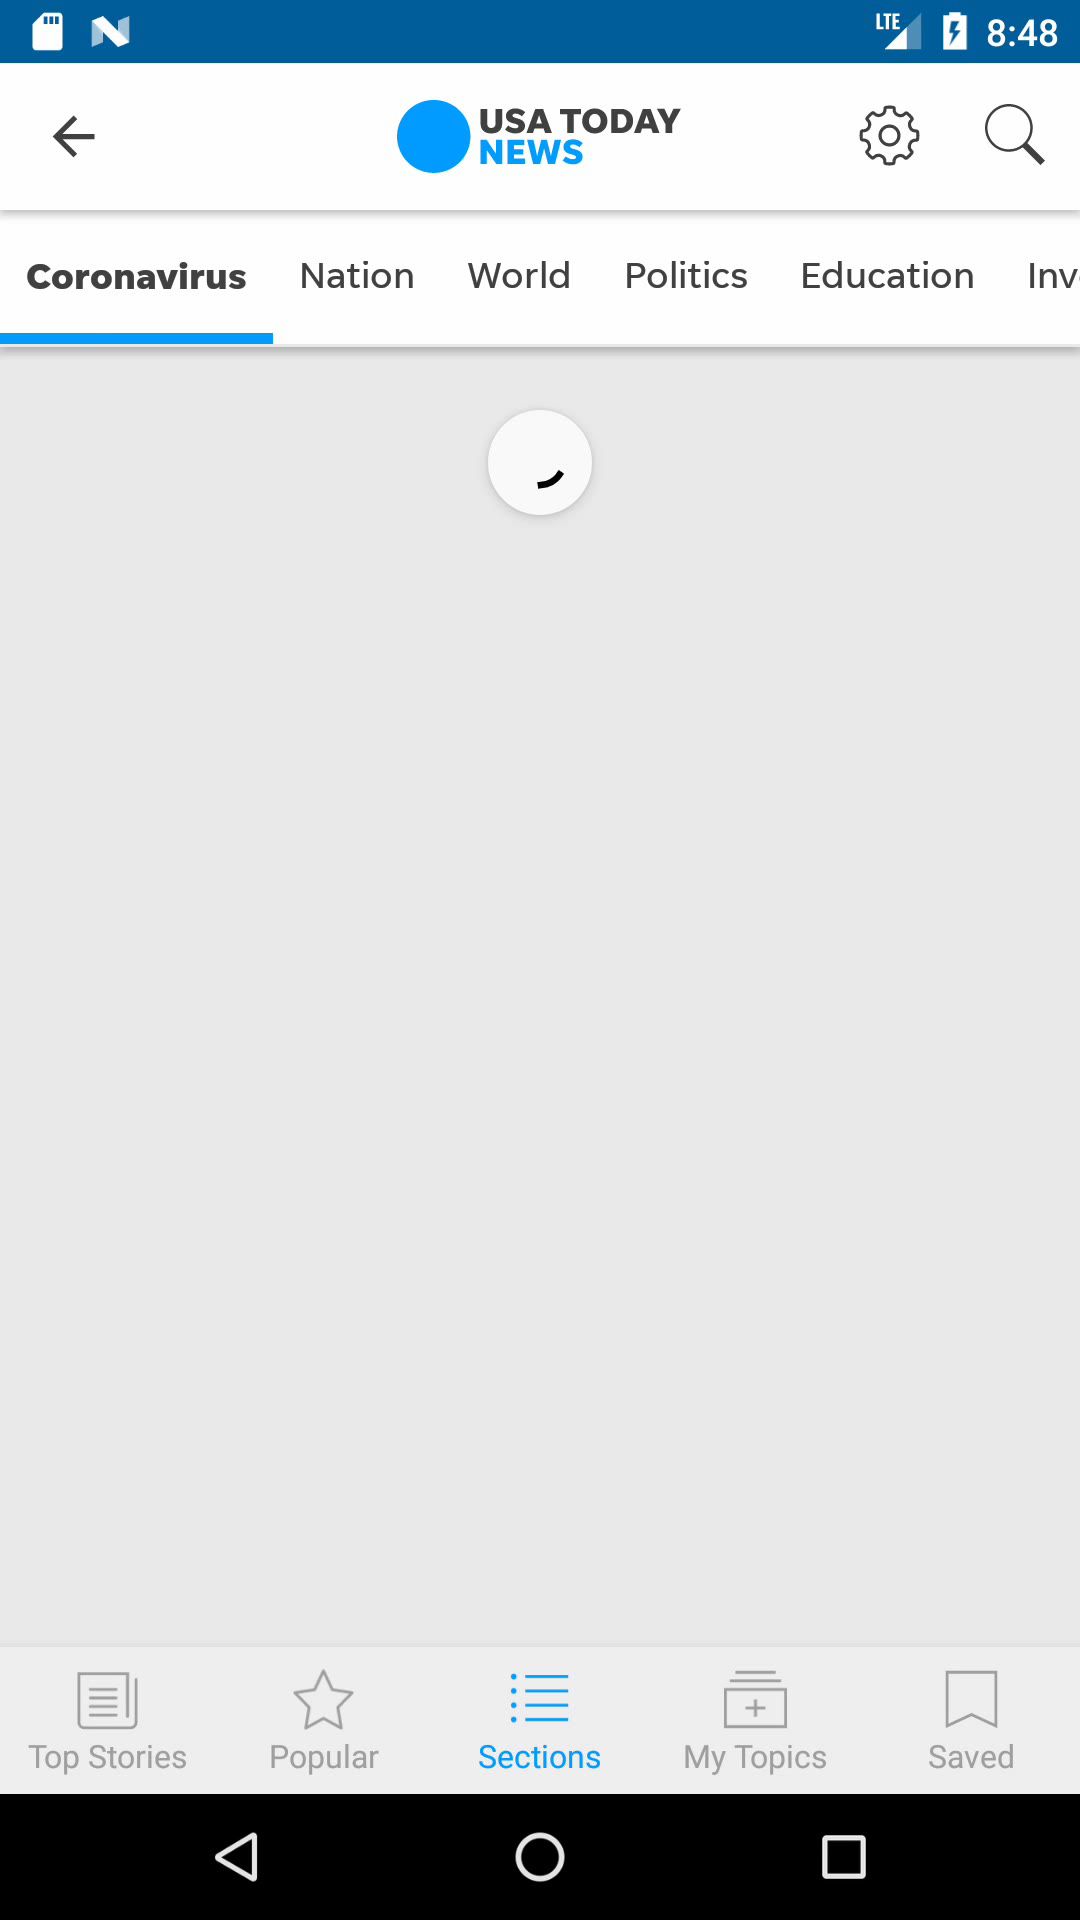 LTE 8:48
USA TODAY
NEWS
Coronavirus Nation World Politics Education Inv
Top Stories Popular Sections My Topics Saved